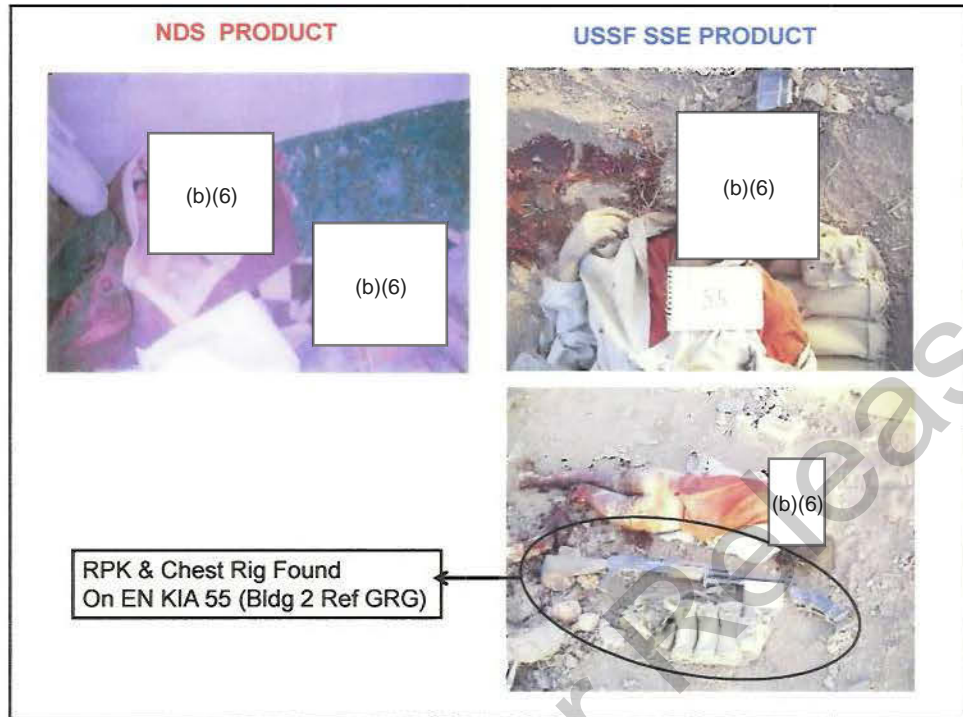 NDS PRODUCT
USSF SSE PRODUCT
(b)(6)
(b)(6)
(b)(6)
55
(b)(6)
RPK & Chest Rig Found
On EN KIA 55 (Bldg 2 Ref GRG)
r Releas